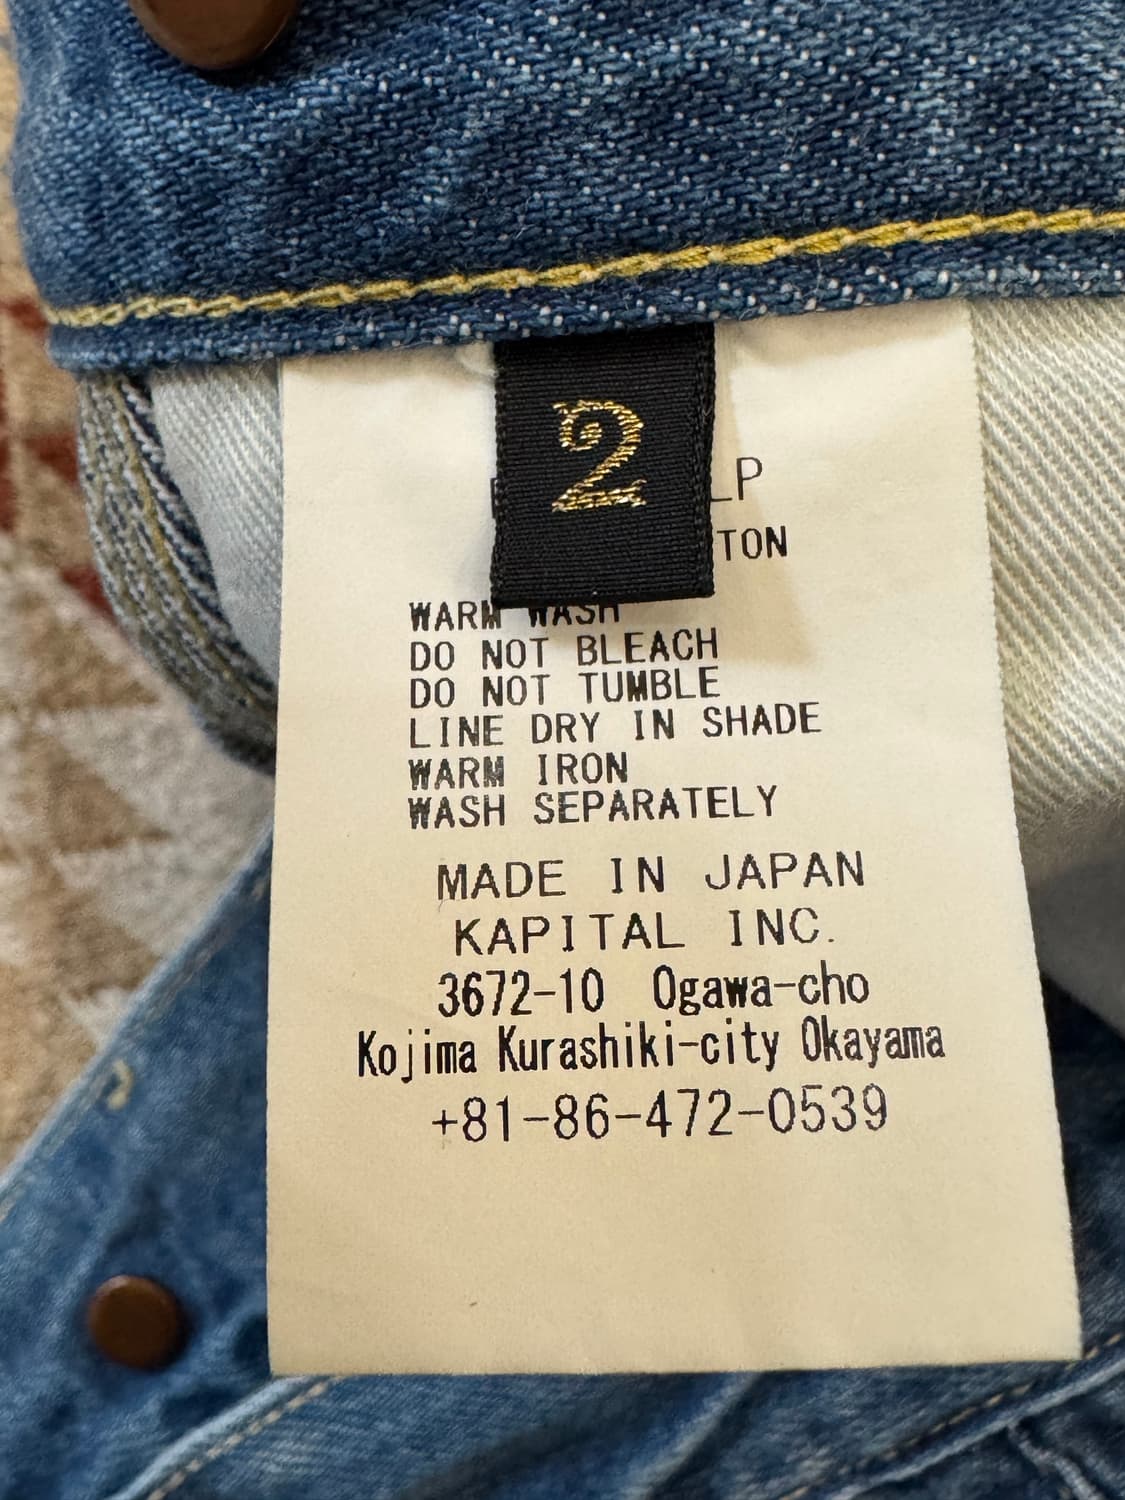 2
LP
TON
WARM WASH
DO NOT BLEACH
DO NOT TUMBLE
LINE DRY IN SHADE
WARM IRON
WASH SEPARATELY
MADE IN JAPAN
KAPITAL INC.
3672-10 Ogawa-cho
Kojima Kurashiki-city Okayama
+81-86-472-0539